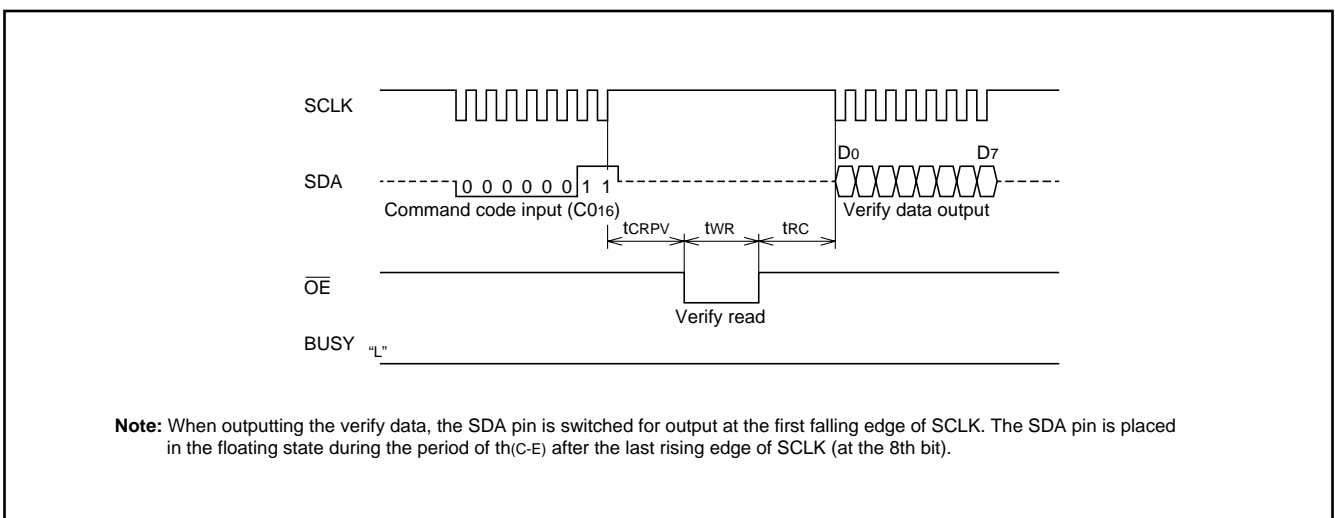 SCLK
D0 D7
SDA
0 0 0 0 0 0 1 1
Command code input (C016) Verify data output
tCRPV tWR tRC
OE
Verify read
BUSY "L"
Note: When outputting the verify data, the SDA pin is switched for output at the first falling edge of SCLK. The SDA pin is placed
in the floating state during the period of th(C-E) after the last rising edge of SCLK (at the 8th bit).